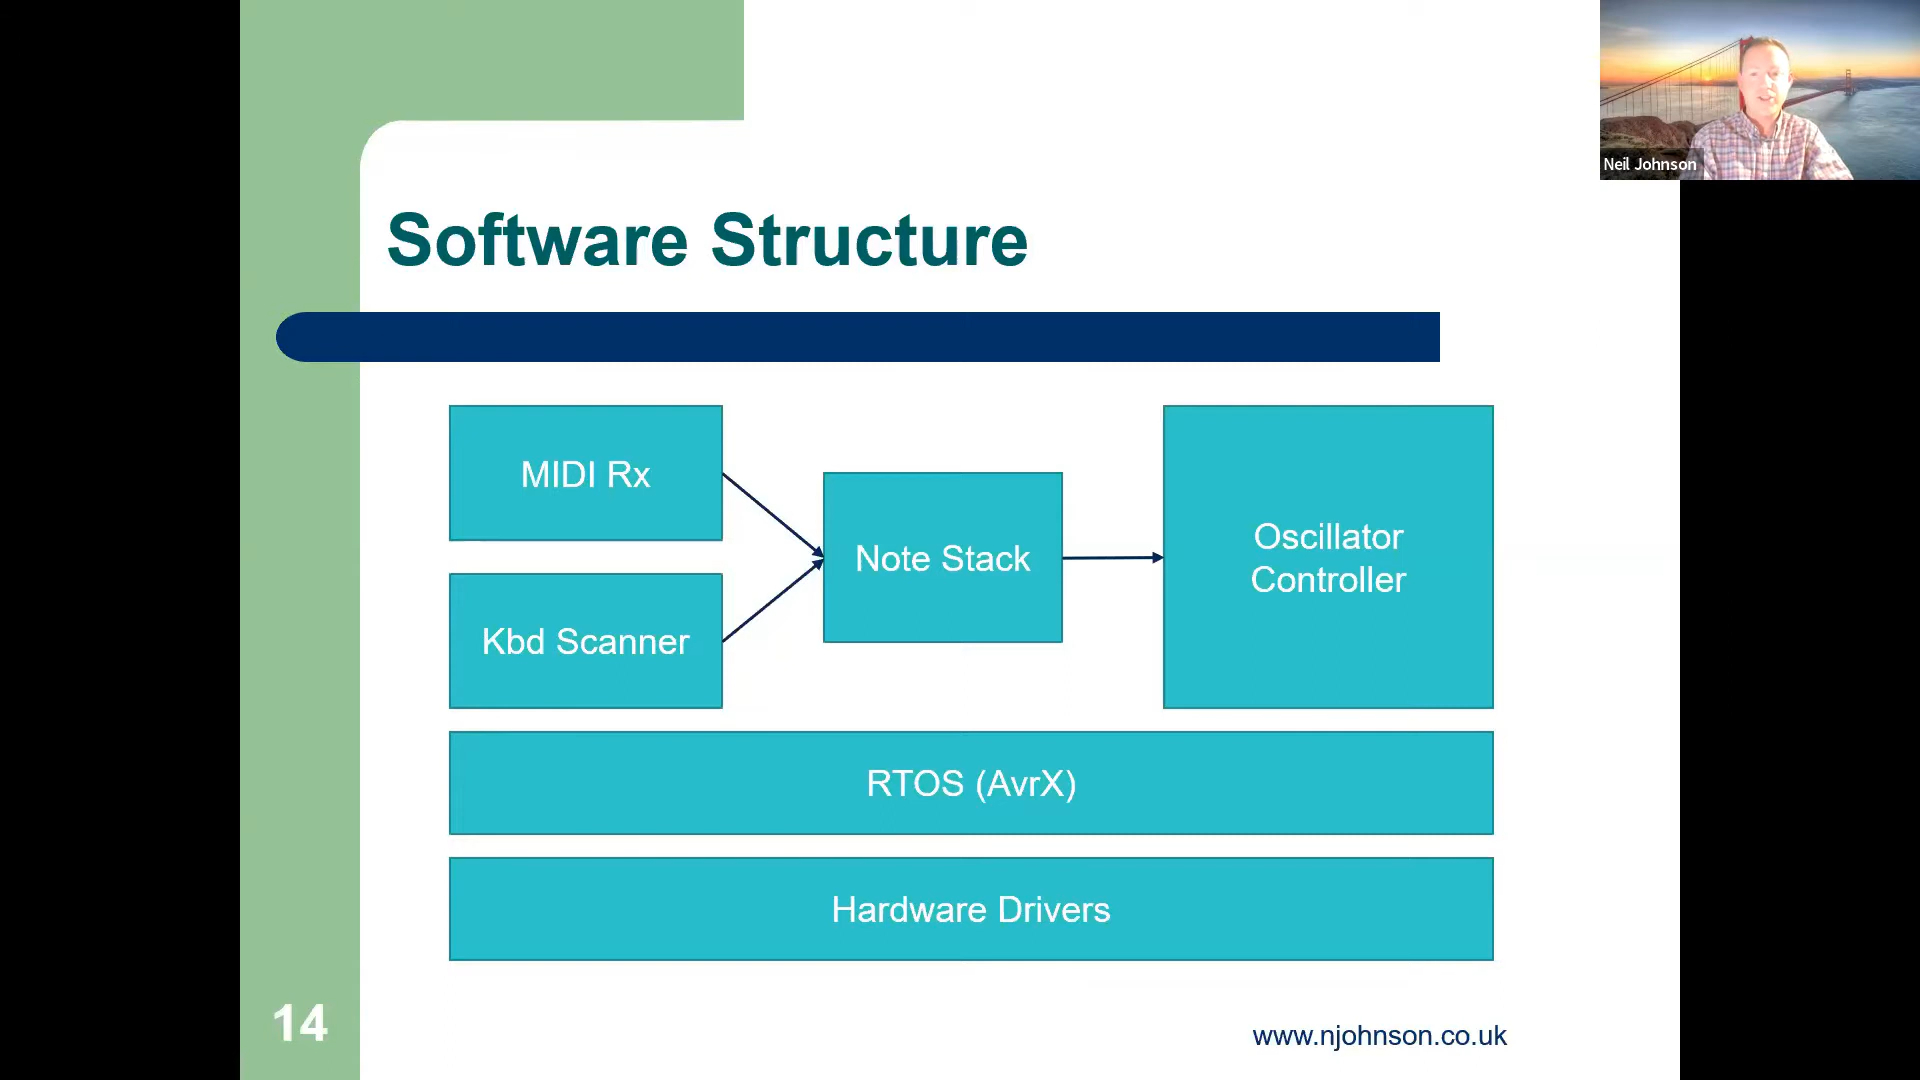 Neil Johnson
Software Structure
MIDI Rx
Kbd Scanner
Note Stack
Oscillator
Controller
RTOS (AvrX)
Hardware Drivers
14
www.njohnson.co.uk